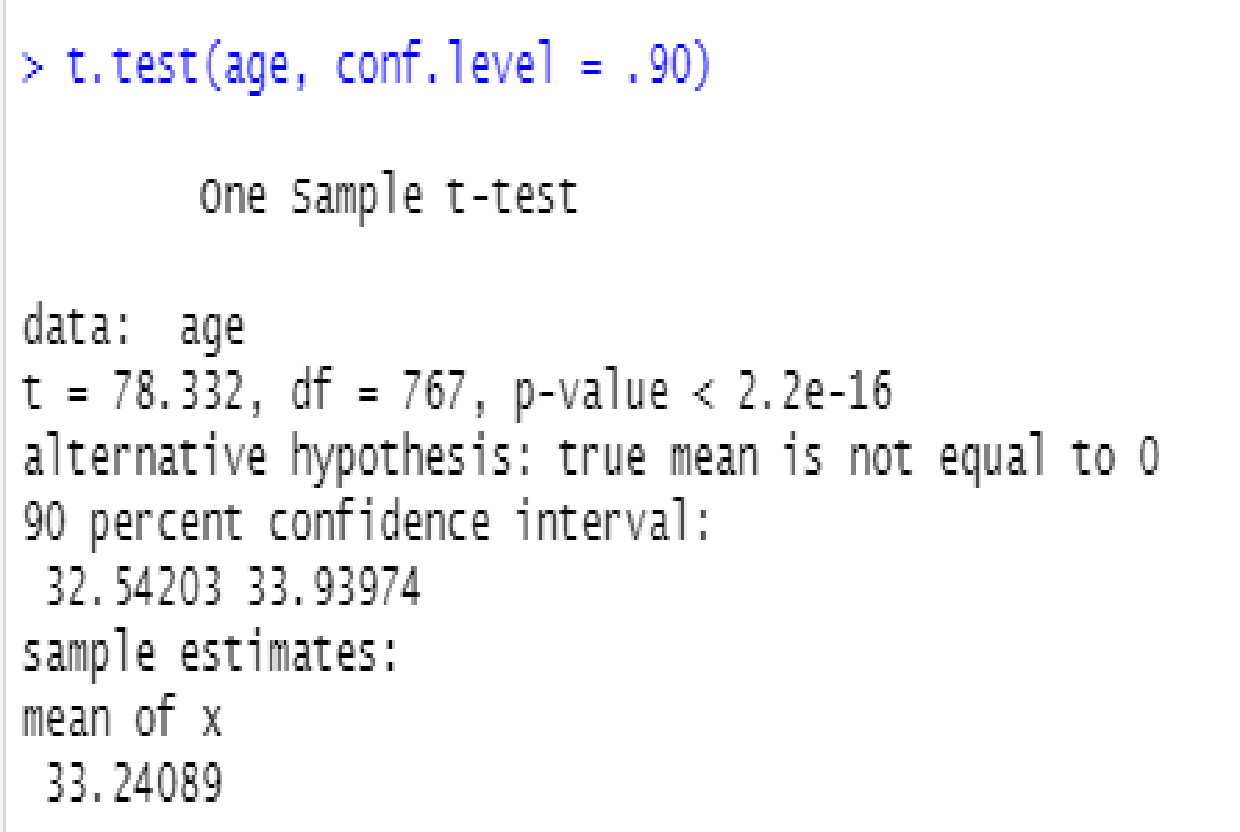 > t.test(age, conf.level = .90)
One Sample t-test
data:  age
t = 78.332, df = 767, p-value < 2.2e-16
alternative hypothesis: true mean is not equal to 0
90 percent confidence interval:
32.54203 33.93974
sample estimates:
mean of x
33.24089